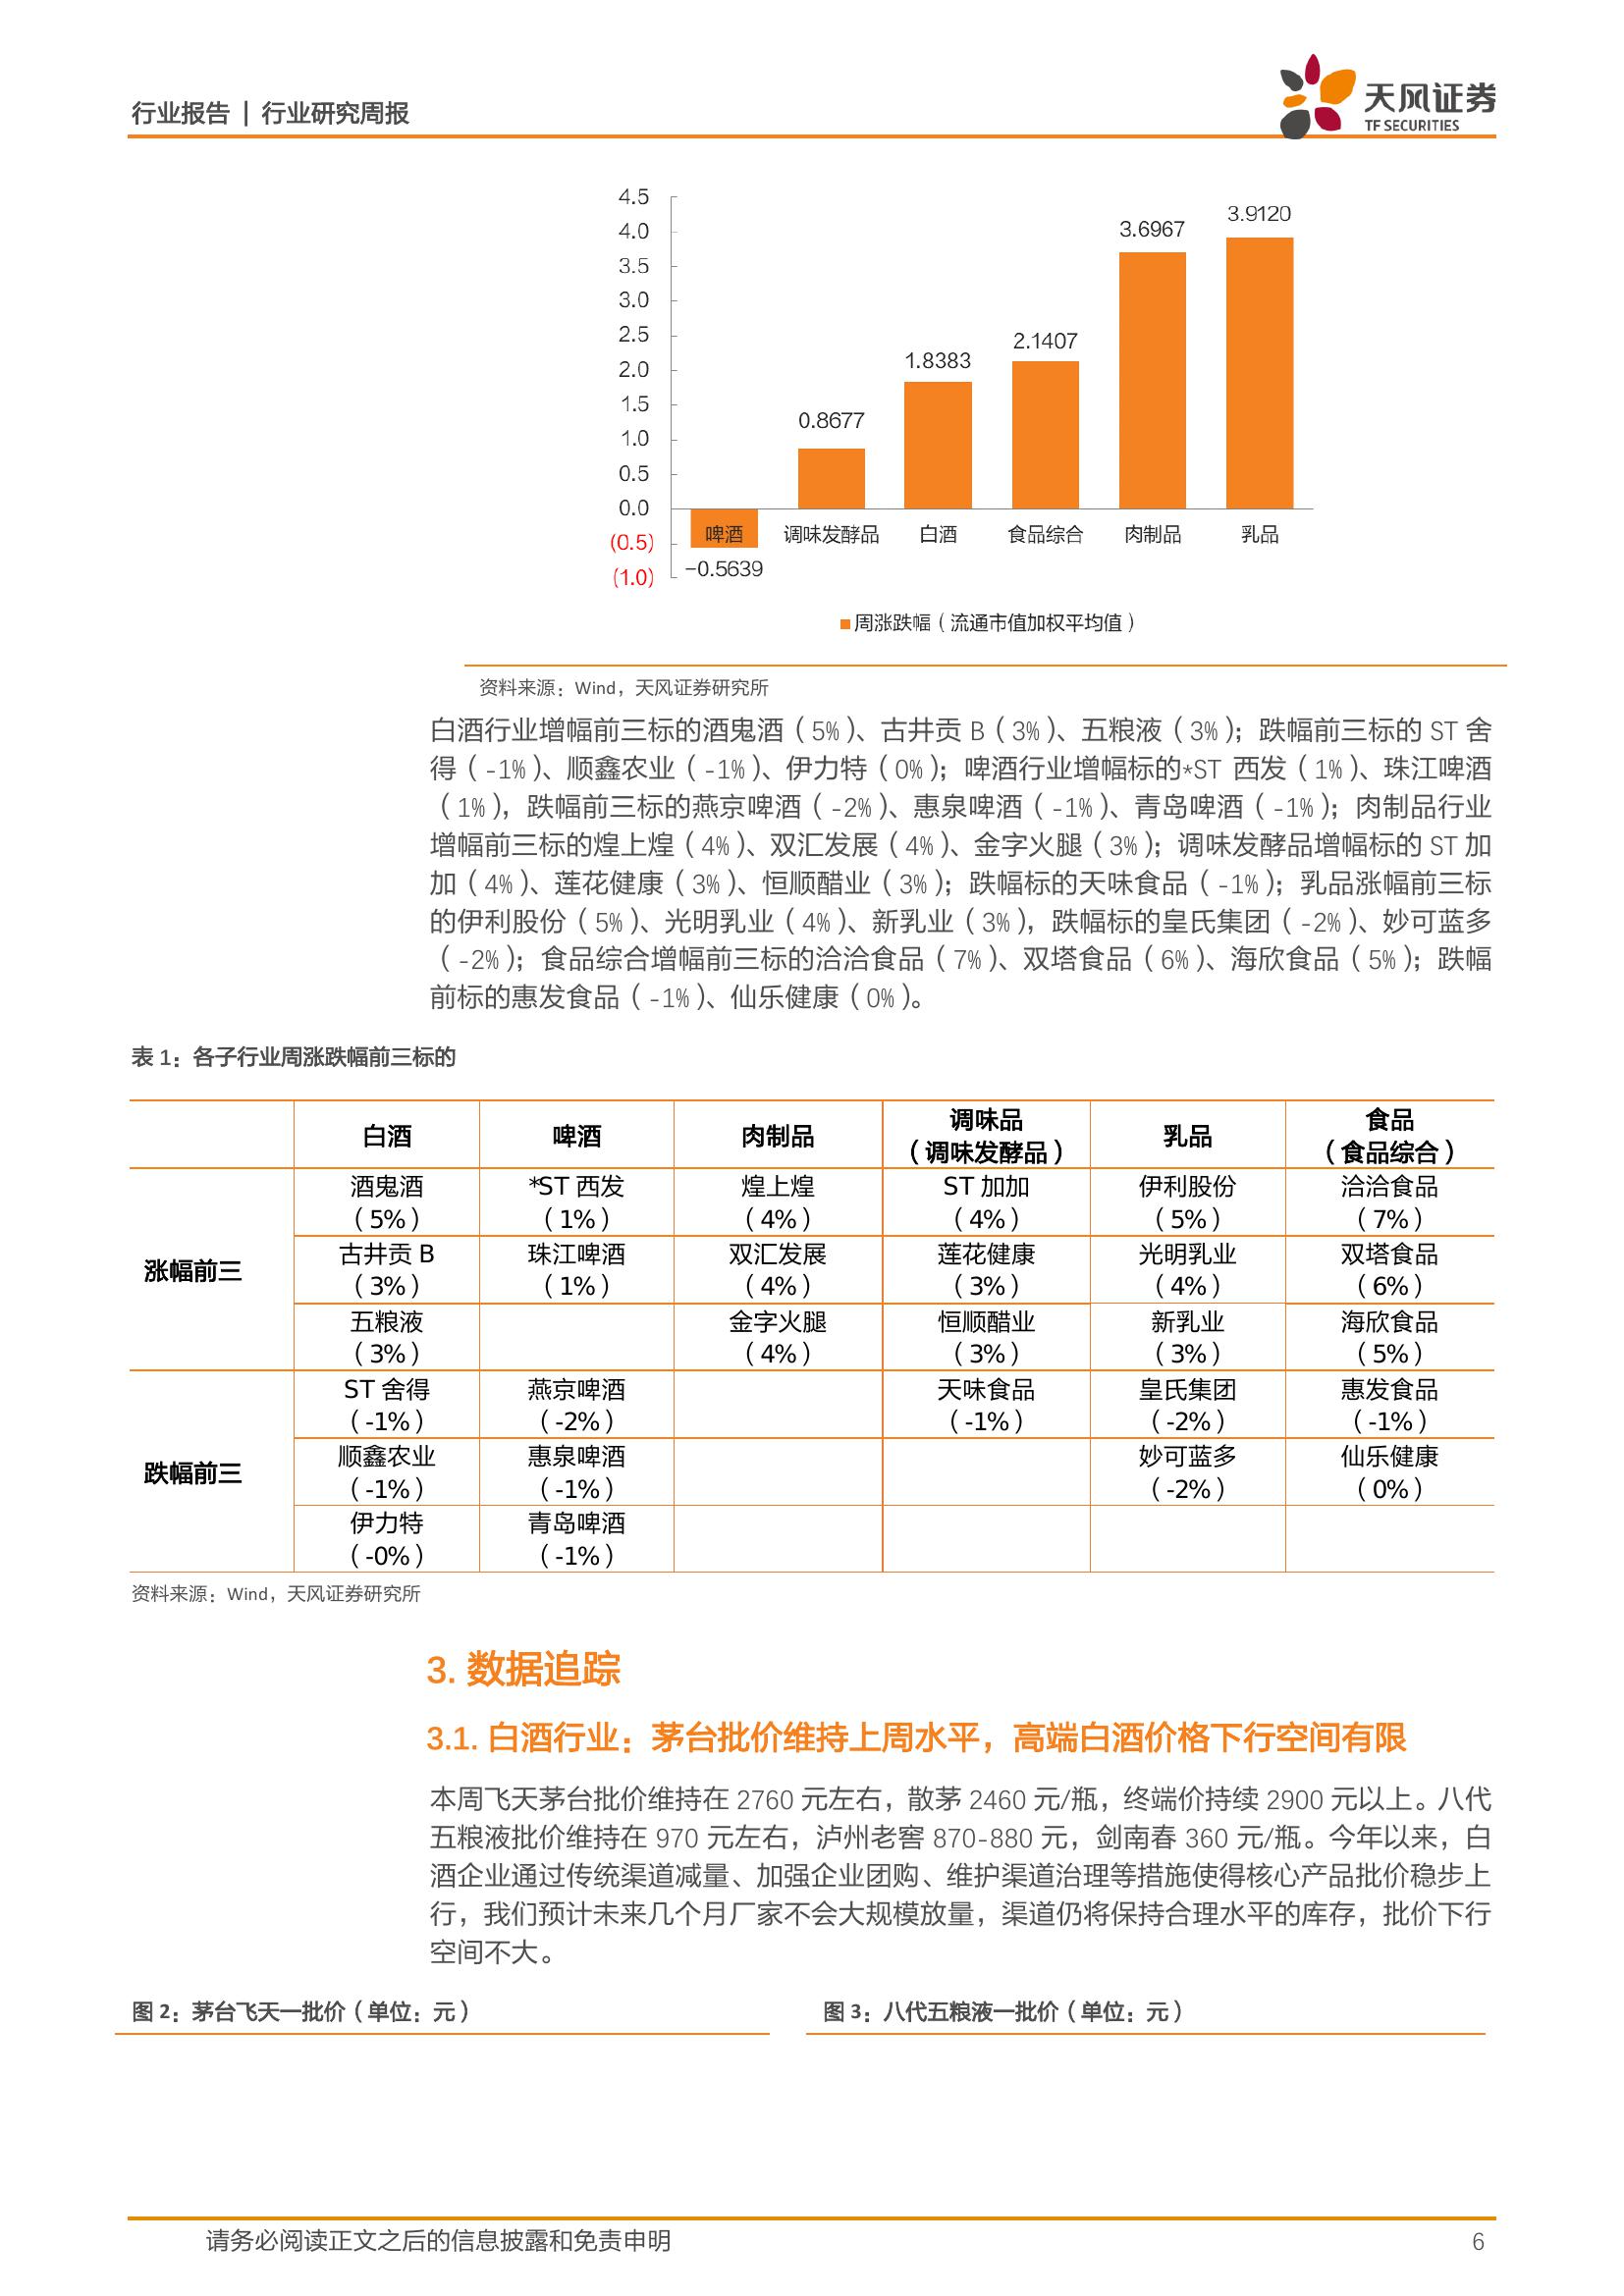 行业报告 | 行业研究周报
天风证券
TF SECURITIES
4.5
4.0
3.5
3.0
2.5
2.0
1.5
1.0
0.5
0.0
(0.5)
(1.0)
-0.5639
0.8677
1.8383
2.1407
3.6967
3.9120
啤酒 调味发酵品 白酒 食品综合 肉制品 乳品
周涨跌幅（流通市值加权平均值）
资料来源：Wind，天风证券研究所
白酒行业增幅前三标的酒鬼酒（5%）、古井贡 B（3%）、五粮液（3%）；跌幅前三标的 ST 舍
得（-1%）、顺鑫农业（-1%）、伊力特（0%）；啤酒行业增幅标的*ST 西发（1%）、珠江啤酒
（1%），跌幅前三标的燕京啤酒（-2%）、惠泉啤酒（-1%）、青岛啤酒（-1%）；肉制品行业
增幅前三标的煌上煌（4%）、双汇发展（4%）、金字火腿（3%）；调味发酵品增幅标的 ST 加
加（4%）、莲花健康（3%）、恒顺醋业（3%）；跌幅标的天味食品（-1%）；乳品涨幅前三标
的伊利股份（5%）、光明乳业（4%）、新乳业（3%），跌幅标的皇氏集团（-2%）、妙可蓝多
（-2%）；食品综合增幅前三标的洽洽食品（7%）、双塔食品（6%）、海欣食品（5%）；跌幅
前标的惠发食品（-1%）、仙乐健康（0%）。
表 1：各子行业周涨跌幅前三标的
白酒 啤酒 肉制品 调味品 乳品 食品
（调味发酵品） （食品综合）
涨幅前三
酒鬼酒 *ST 西发 煌上煌 ST 加加 伊利股份 洽洽食品
（5%） （1%） （4%） （4%） （5%） （7%）
古井贡 B 珠江啤酒 双汇发展 莲花健康 光明乳业 双塔食品
（3%） （1%） （4%） （3%） （4%） （6%）
五粮液 金字火腿 恒顺醋业 新乳业 海欣食品
（3%） （4%） （3%） （3%） （5%）
跌幅前三
ST 舍得 燕京啤酒 天味食品 皇氏集团 惠发食品
（-1%） （-2%） （-1%） （-2%） （-1%）
顺鑫农业 惠泉啤酒 妙可蓝多 仙乐健康
（-1%） （-1%） （-2%） （0%）
伊力特 青岛啤酒
（-0%） （-1%）
资料来源：Wind，天风证券研究所
3. 数据追踪
3.1. 白酒行业：茅台批价维持上周水平，高端白酒价格下行空间有限
本周飞天茅台批价维持在 2760 元左右，散茅 2460 元/瓶，终端价持续 2900 元以上。八代
五粮液批价维持在 970 元左右，泸州老窖 870-880 元，剑南春 360 元/瓶。今年以来，白
酒企业通过传统渠道减量、加强企业团购、维护渠道治理等措施使得核心产品批价稳步上
行，我们预计未来几个月厂家不会大规模放量，渠道仍将保持合理水平的库存，批价下行
空间不大。
图 2：茅台飞天一批价（单位：元）
图 3：八代五粮液一批价（单位：元）
请务必阅读正文之后的信息披露和免责申明
6